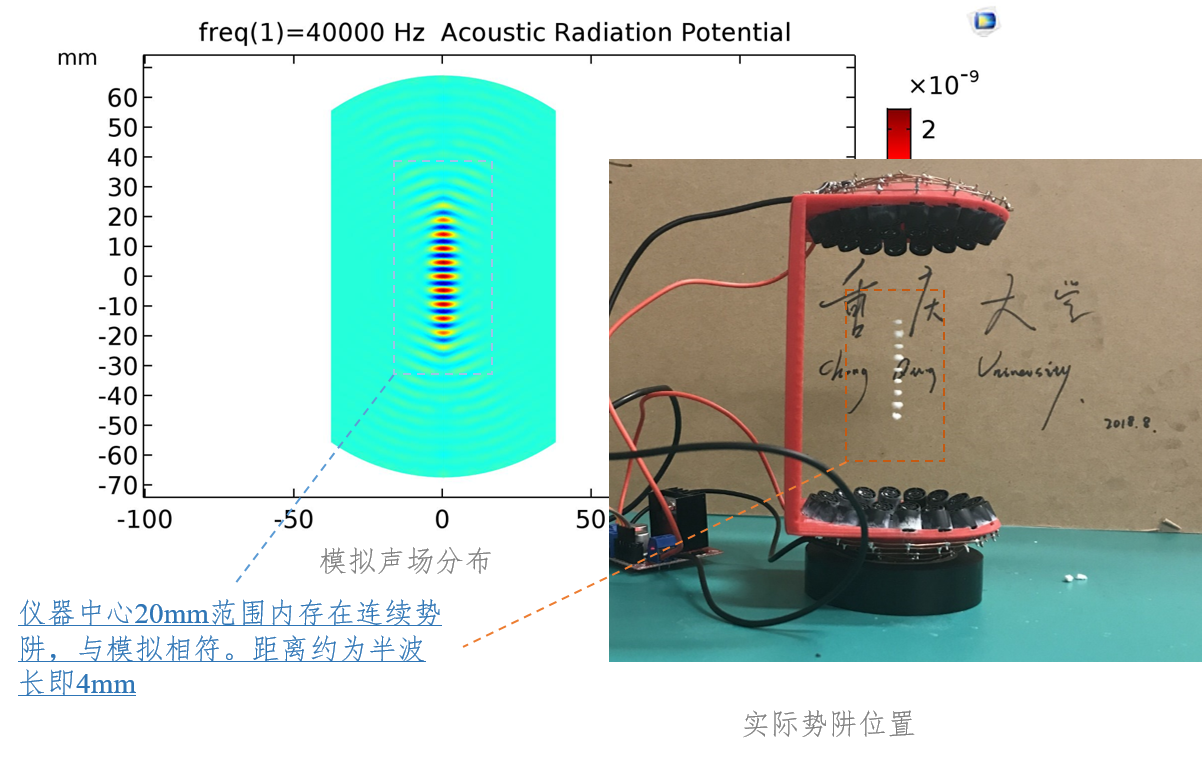 freq(1)=40000 Hz  Acoustic Radiation Potential
mm
×10⁻⁹
2
60
50
40
30
20
10
0
-10
-20
-30
-40
-50
-60
-70
-100
-50
0
50
重庆大学
Chong Qing University.
2018.8.
模拟声场分布
仪器中心20mm范围内存在连续势
阱，与模拟相符。距离约为半波
长即4mm
实际势阱位置